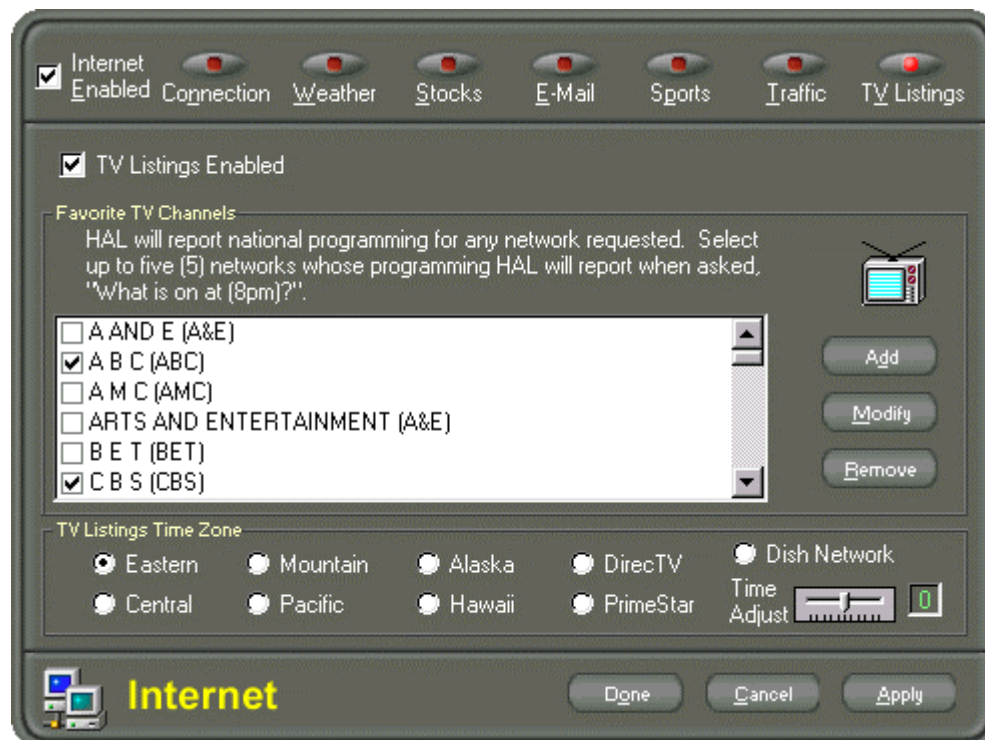 Internet Enabled
Connection
Weather
Stocks
E-Mail
Sports
Traffic
TV Listings
TV Listings Enabled
Favorite TV Channels
HAL will report national programming for any network requested.  Select
up to five (5) networks whose programming HAL will report when asked,
"What is on at (8pm)?".
A AND E (A&E)
A B C (ABC)
A M C (AMC)
ARTS AND ENTERTAINMENT (A&E)
B E T (BET)
C B S (CBS)
Add
Modify
Remove
TV Listings Time Zone
Eastern
Mountain
Alaska
DirecTV
Dish Network
Central
Pacific
Hawaii
PrimeStar
Time
Adjust
0
Internet
Done
Cancel
Apply